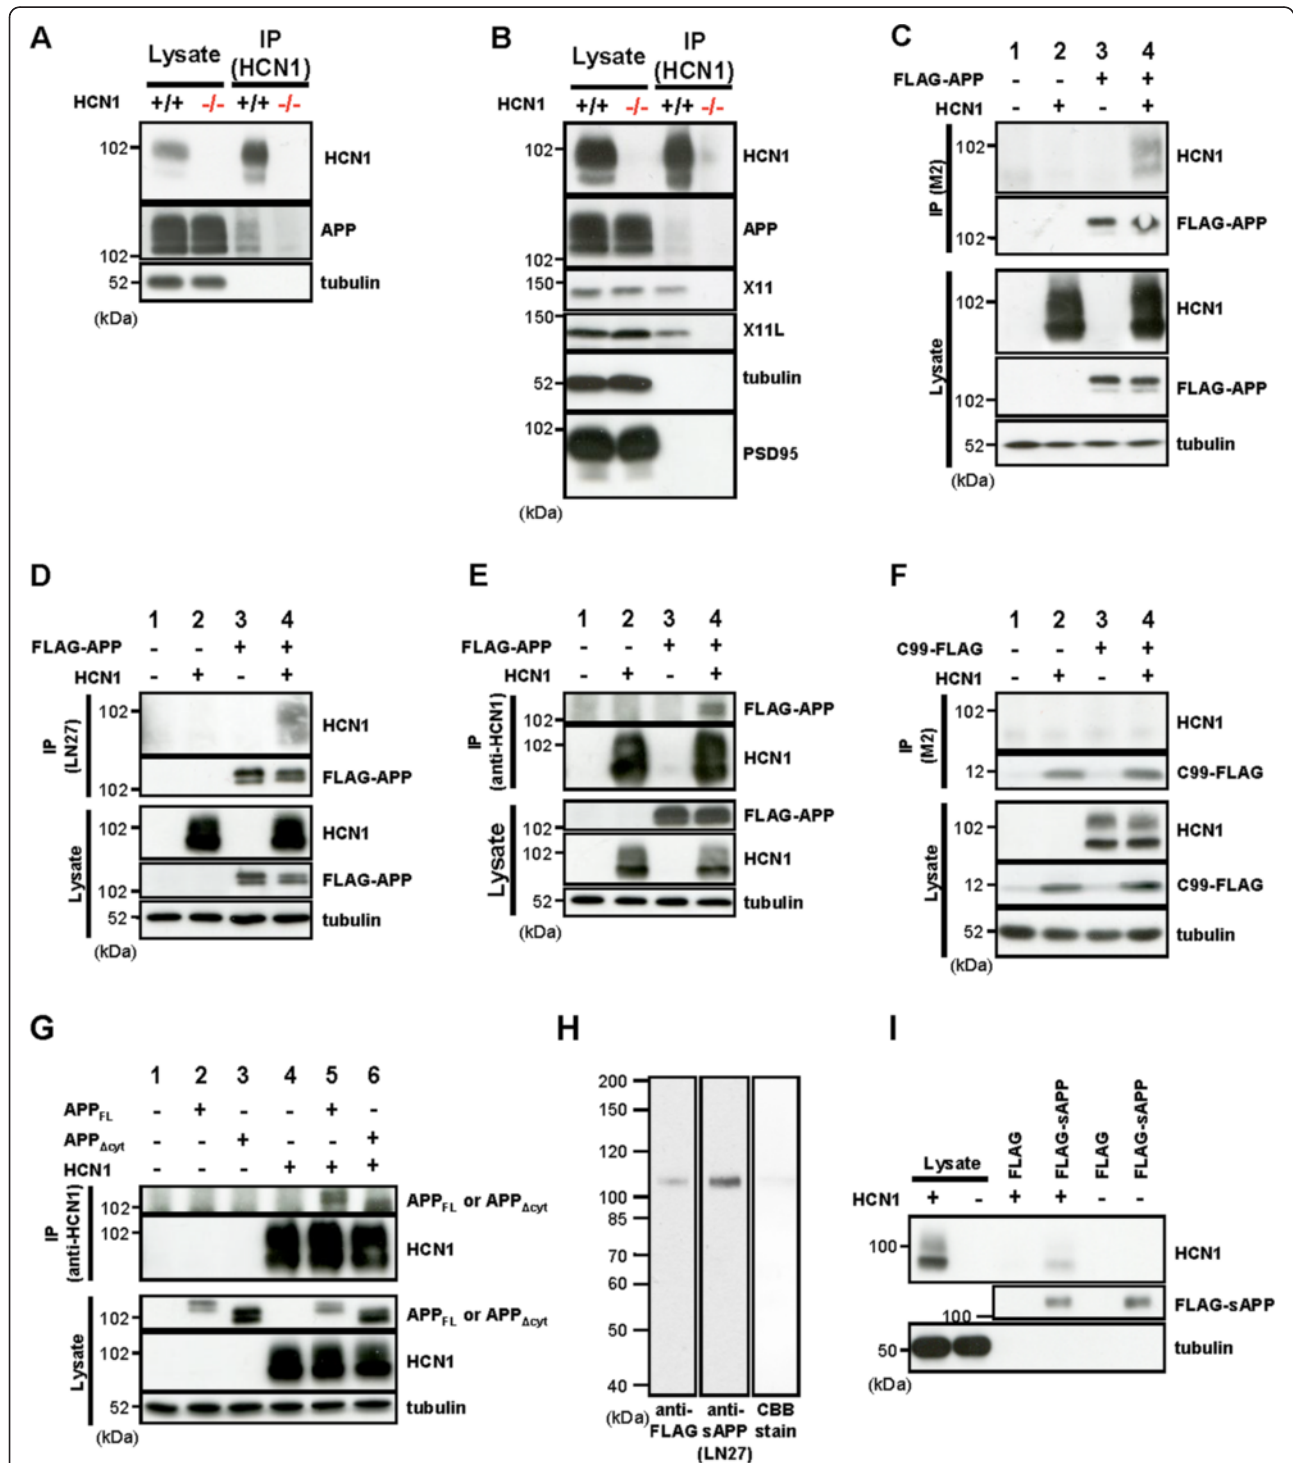 A
Lysate IP (HCN1)
HCN1 +/+ -/- +/+ -/-
102 HCN1
APP
102
52 tubulin
(kDa)
B
Lysate IP (HCN1)
HCN1 +/+ -/- +/+ -/-
102 HCN1
APP
102
150 X11
150
X11L
52 tubulin
102
PSD95
(kDa)
C
1 2 3 4
FLAG-APP - - + +
HCN1 - + - +
IP (M2)
102 HCN1
FLAG-APP
102
Lysate
102 HCN1
FLAG-APP
102
52 tubulin
(kDa)
D
1 2 3 4
FLAG-APP - - + +
HCN1 - + - +
IP (LN27)
102 HCN1
FLAG-APP
102
Lysate
102 HCN1
FLAG-APP
102
52 tubulin
(kDa)
E
1 2 3 4
FLAG-APP - - + +
HCN1 - + - +
IP (anti-HCN1)
FLAG-APP
102
102 HCN1
Lysate
FLAG-APP
102
102 HCN1
52 tubulin
(kDa)
F
1 2 3 4
C99-FLAG - - + +
HCN1 - + - +
IP (M2)
102 HCN1
12 C99-FLAG
Lysate
102 HCN1
12 C99-FLAG
52 tubulin
(kDa)
G
1 2 3 4 5 6
APPFL - + - - + -
APPΔcyt - - + - - +
HCN1 - - - + + +
IP (anti-HCN1)
102 APPFL or APPΔcyt
102 HCN1
Lysate
102 APPFL or APPΔcyt
102 HCN1
52 tubulin
(kDa)
H
200
150
120
100
85
70
60
50
40
(kDa) anti-FLAG anti-sAPP (LN27) CBB stain
I
Lysate FLAG FLAG-sAPP FLAG FLAG-sAPP
HCN1 + - + + - -
100 HCN1
FLAG-sAPP
100
50 tubulin
(kDa)